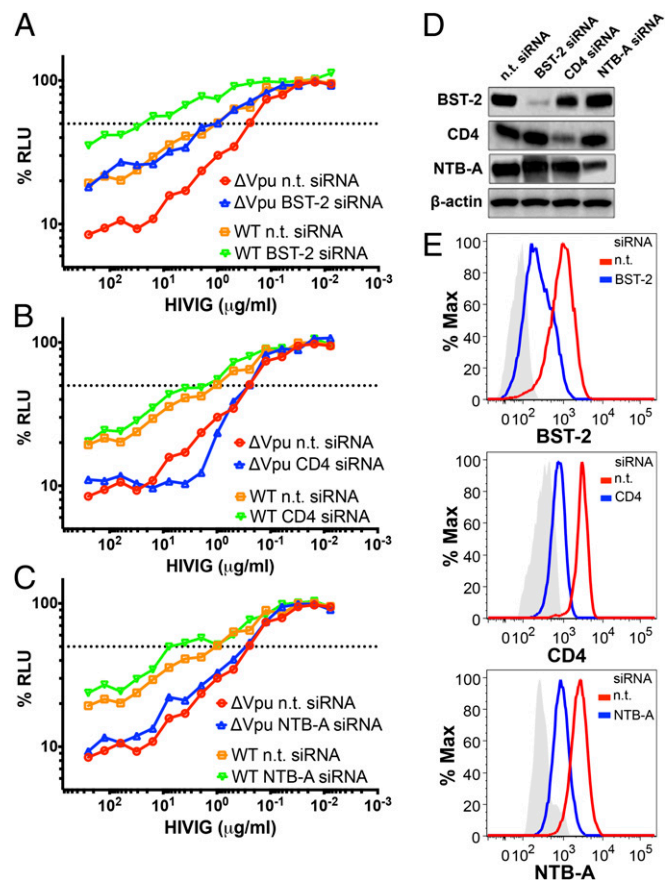 A
% RLU
100
10
ΔVpu n.t. siRNA
ΔVpu BST-2 siRNA
WT n.t. siRNA
WT BST-2 siRNA
10² 10¹ 10⁰ 10⁻¹ 10⁻² 10⁻³
HIVIG (μg/ml)
B
% RLU
100
10
ΔVpu n.t. siRNA
ΔVpu CD4 siRNA
WT n.t. siRNA
WT CD4 siRNA
10² 10¹ 10⁰ 10⁻¹ 10⁻² 10⁻³
HIVIG (μg/ml)
C
% RLU
100
10
ΔVpu n.t. siRNA
ΔVpu NTB-A siRNA
WT n.t. siRNA
WT NTB-A siRNA
10² 10¹ 10⁰ 10⁻¹ 10⁻² 10⁻³
HIVIG (μg/ml)
D
n.t. siRNA
BST-2 siRNA
CD4 siRNA
NTB-A siRNA
BST-2
CD4
NTB-A
β-actin
E
% Max
100
80
60
40
20
0
siRNA
n.t.
BST-2
0 10² 10³ 10⁴ 10⁵
BST-2
% Max
100
80
60
40
20
0
siRNA
n.t.
CD4
0 10² 10³ 10⁴ 10⁵
CD4
% Max
100
80
60
40
20
0
siRNA
n.t.
NTB-A
0 10² 10³ 10⁴ 10⁵
NTB-A